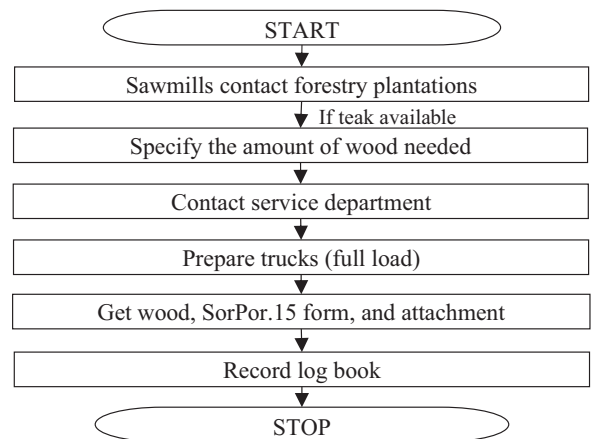 START
Sawmills contact forestry plantations
If teak available
Specify the amount of wood needed
Contact service department
Prepare trucks (full load)
Get wood, SorPor.15 form, and attachment
Record log book
STOP